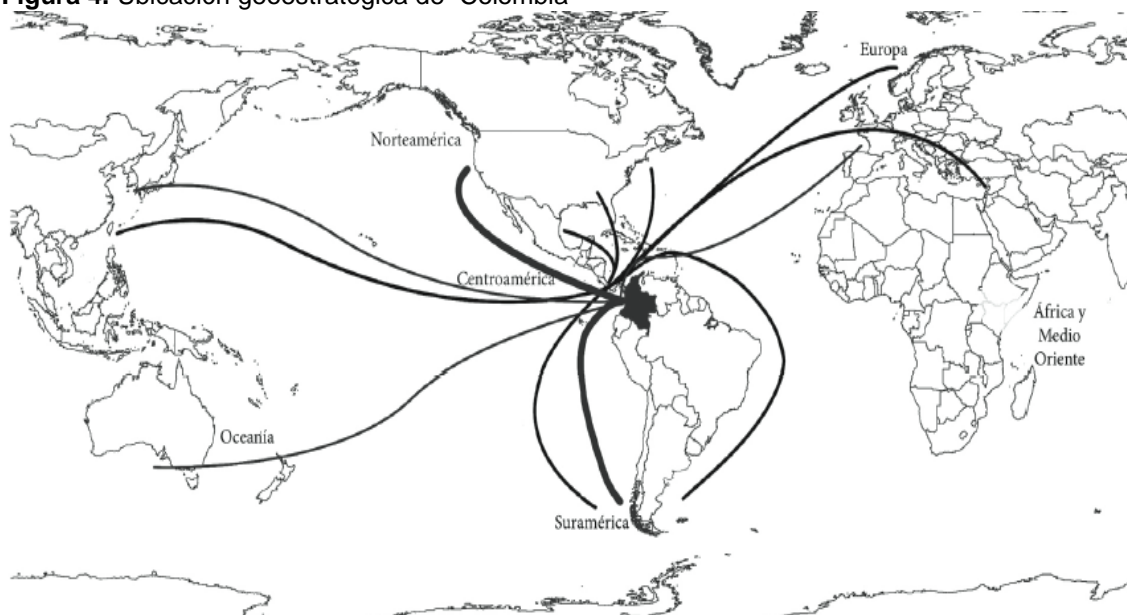 Figura 4. Ubicación geoestratégica de Colombia
Europa
Norteamérica
Centroamérica
África y
Medio
Oriente
Oceanía
Suramérica